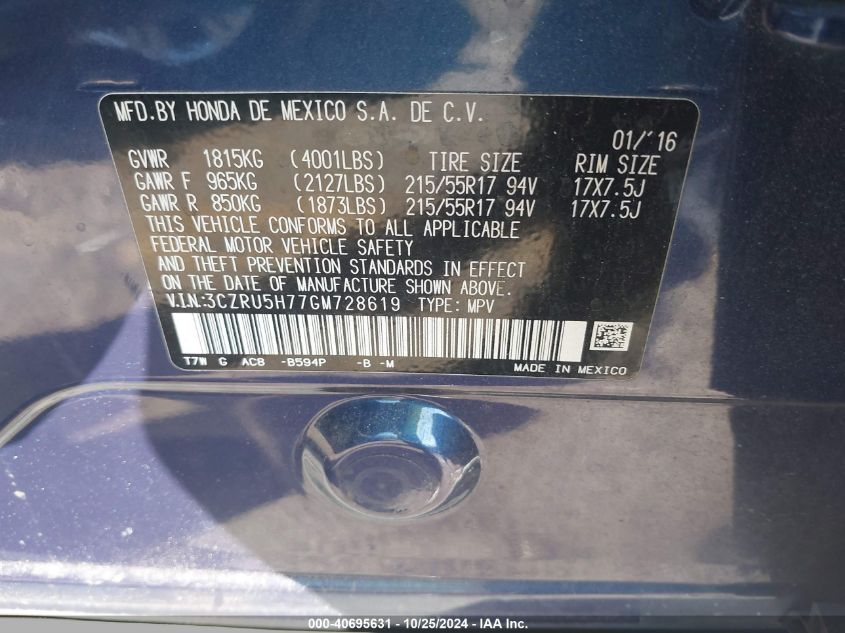 MFD.BY HONDA DE MEXICO S.A. DE C.V.
01/'16
GVWR 1815KG (4001LBS) TIRE SIZE RIM SIZE
GAWR F 965KG (2127LBS) 215/55R17 94V 17X7.5J
GAWR R 850KG (1873LBS) 215/55R17 94V 17X7.5J
THIS VEHICLE CONFORMS TO ALL APPLICABLE
FEDERAL MOTOR VEHICLE SAFETY
AND THEFT PREVENTION STANDARDS IN EFFECT
ON THE DATE OF MANUFACTURE SHOWN ABOVE.
V.I.N.:3CZRU5H77GM728619 TYPE: MPV
T7W G ACB -B594P -B -M
MADE IN MEXICO
000-40695631 - 10/25/2024 - IAA Inc.